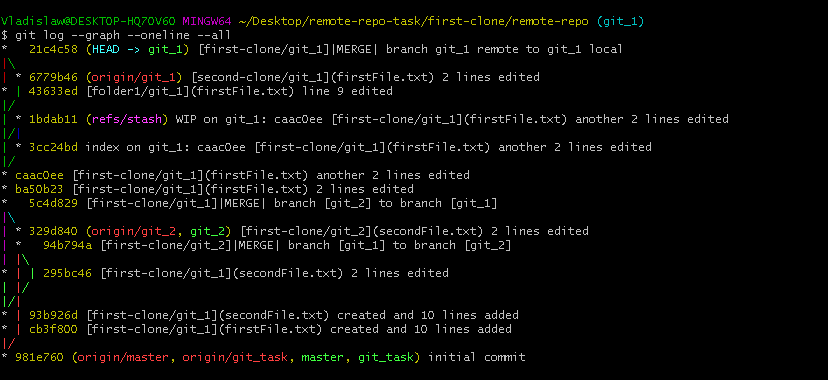 Vladislaw@DESKTOP-HQ7OV6O MINGW64 ~/Desktop/remote-repo-task/first-clone/remote-repo (git_1)
$ git log --graph --oneline --all
*   21c4c58 (HEAD -> git_1) [first-clone/git_1]|MERGE| branch git_1 remote to git_1 local
|\
| * 6779b46 (origin/git_1) [second-clone/git_1](firstFile.txt) 2 lines edited
* | 43633ed [folder1/git_1](firstFile.txt) line 9 edited
|/
| * 1bdab11 (refs/stash) WIP on git_1: caac0ee [first-clone/git_1](firstFile.txt) another 2 lines edited
|/|
| * 3cc24bd index on git_1: caac0ee [first-clone/git_1](firstFile.txt) another 2 lines edited
|/
* caac0ee [first-clone/git_1](firstFile.txt) another 2 lines edited
* ba50b23 [first-clone/git_1](firstFile.txt) 2 lines edited
*   5c4d829 [first-clone/git_1]|MERGE| branch [git_2] to branch [git_1]
|\
| * 329d840 (origin/git_2, git_2) [first-clone/git_2](secondFile.txt) 2 lines edited
| *   94b794a [first-clone/git_2]|MERGE| branch [git_1] to branch [git_2]
| |\
* | | 295bc46 [first-clone/git_1](secondFile.txt) 2 lines edited
| |/
|/|
* | 93b926d [first-clone/git_1](secondFile.txt) created and 10 lines added
* | cb3f800 [first-clone/git_1](firstFile.txt) created and 10 lines added
|/
* 981e760 (origin/master, origin/git_task, master, git_task) initial commit